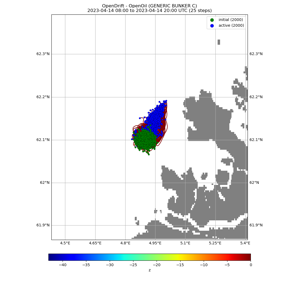 OpenDrift - OpenOil (GENERIC BUNKER C)
2023-04-14 08:00 to 2023-04-14 20:00 UTC (25 steps)
initial (2000)
active (2000)
62.3°N
62.3°N
62.2°N
62.2°N
62.1°N
62.1°N
62°N
62°N
61.9°N
61.9°N
4.5°E
4.65°E
4.8°E
4.95°E
5.1°E
5.25°E
5.4°E
−40
−35
−30
−25
−20
−15
−10
−5
0
z